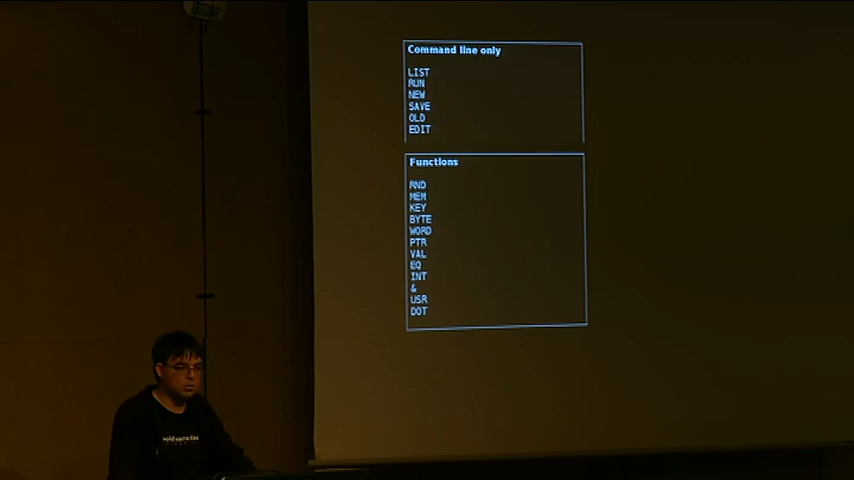 Command line only
LIST
RUN
NEW
SAVE
OLD
EDIT
Functions
RND
MEM
KEY
BYTE
WORD
PTR
VAL
EQ
INT
&
USR
DOT